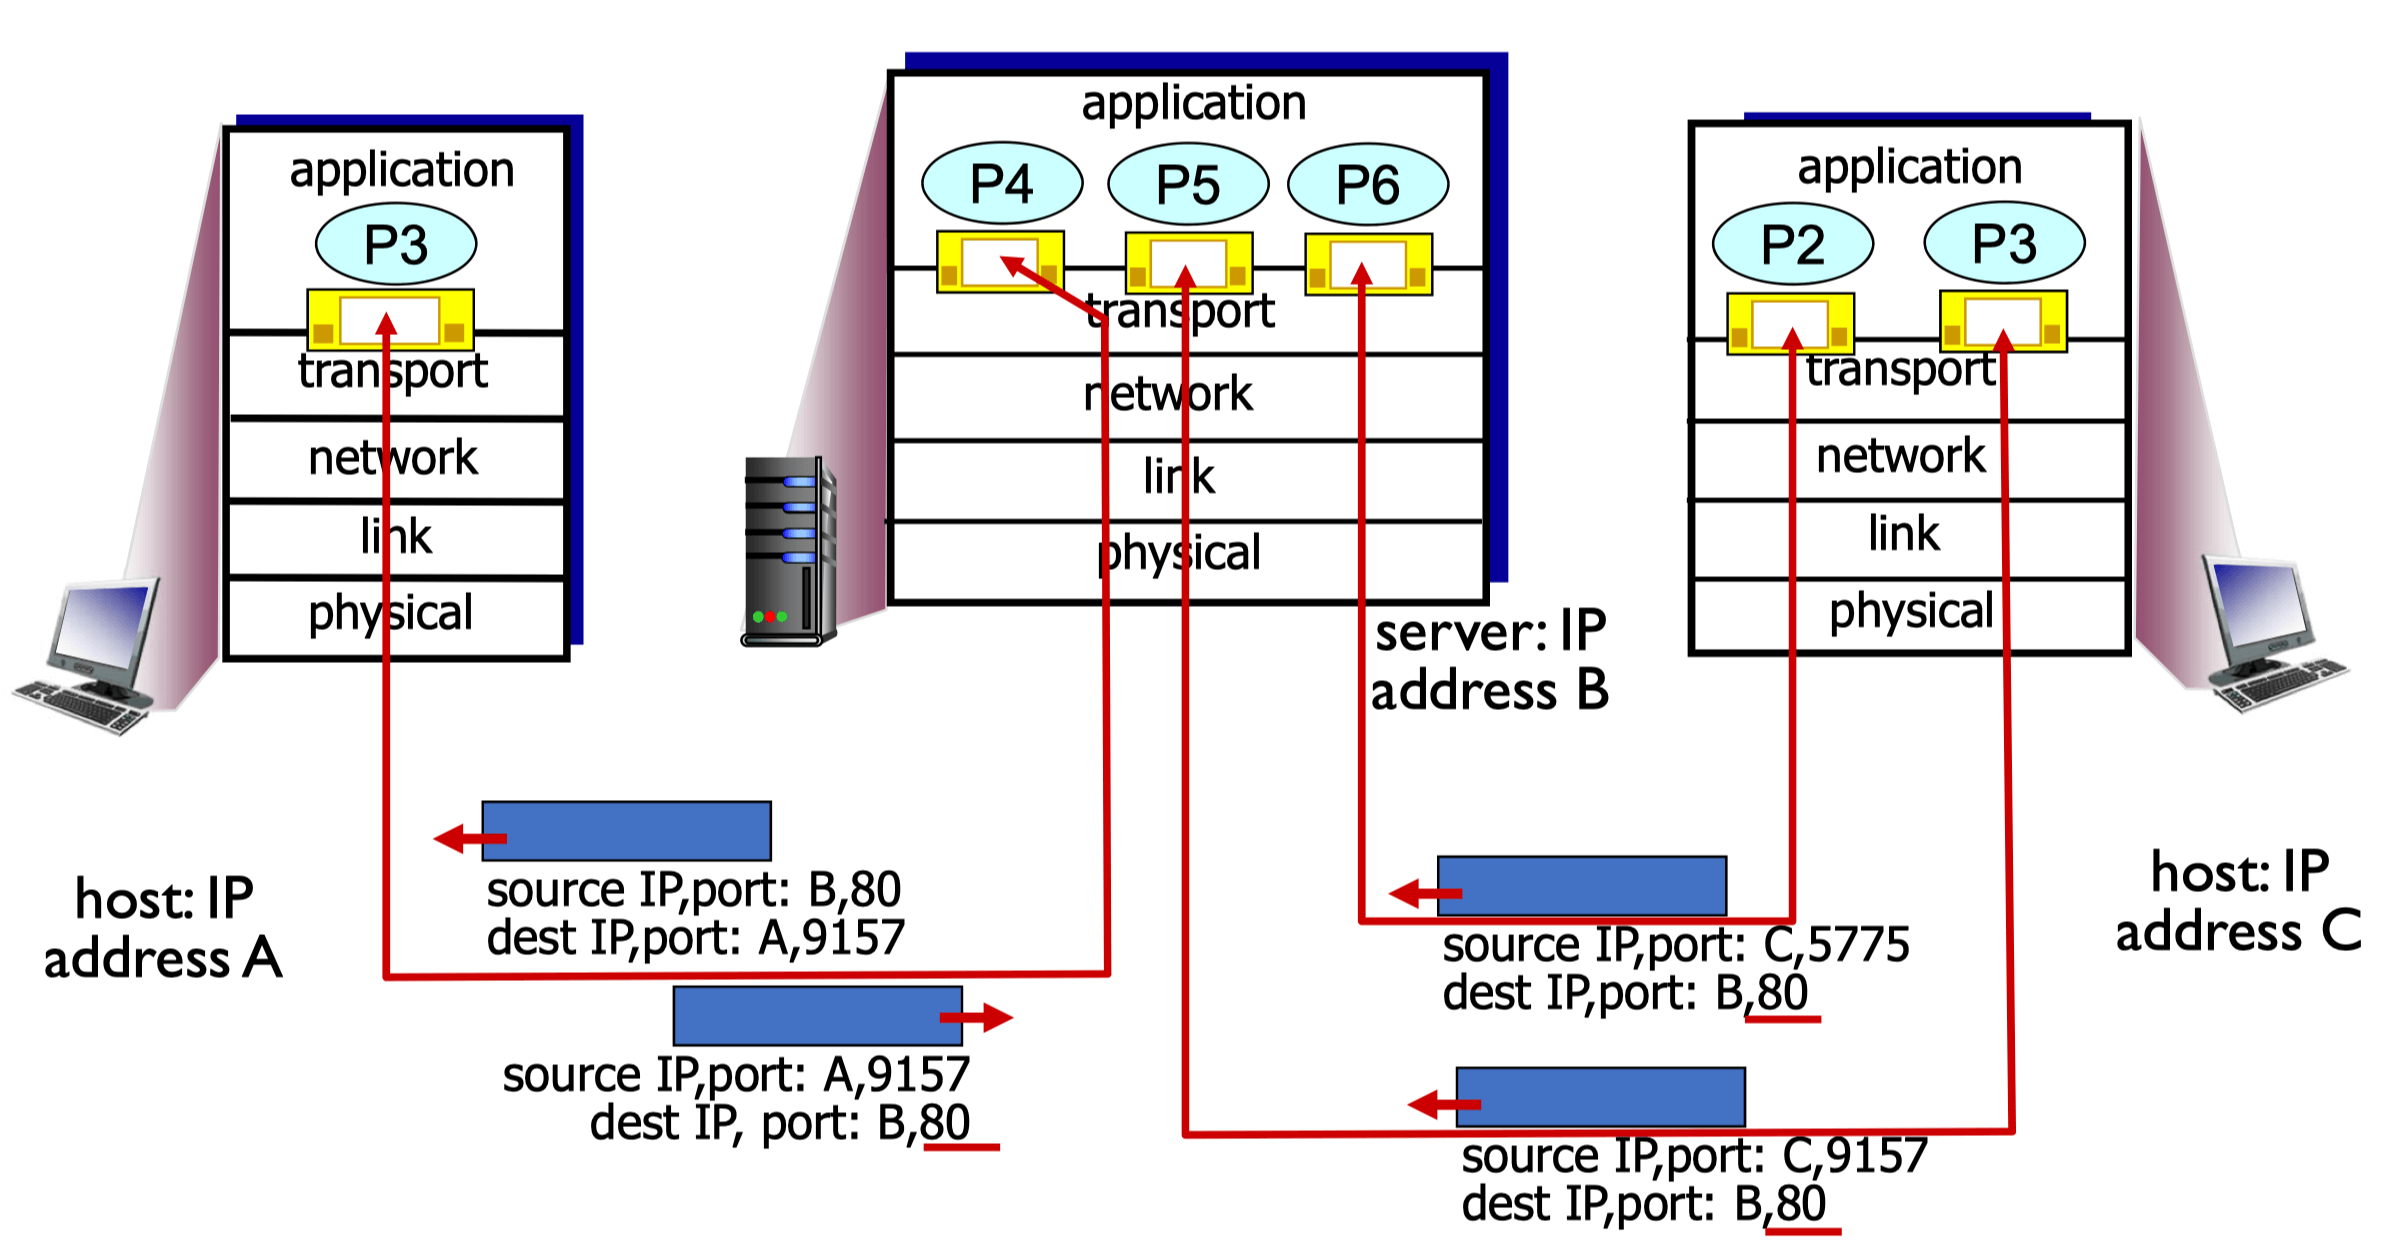 application
P3
transport
network
link
physical
host: IP
address A
application
P4
P5
P6
transport
network
link
physical
server: IP
address B
application
P2
P3
transport
network
link
physical
host: IP
address C
source IP,port: B,80
dest IP,port: A,9157
source IP,port: A,9157
dest IP, port: B,80
source IP,port: C,5775
dest IP,port: B,80
source IP,port: C,9157
dest IP,port: B,80